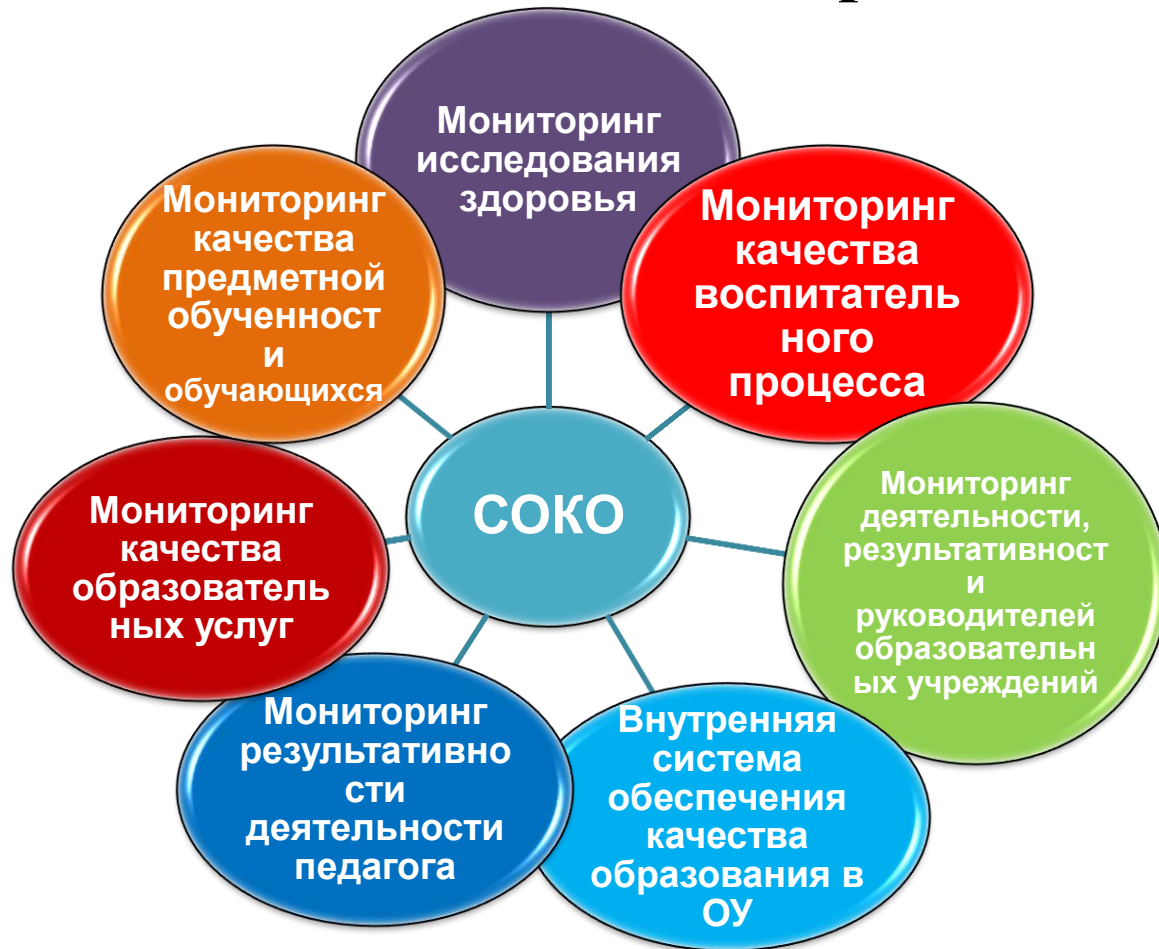 Мониторинг
исследования
здоровья
Мониторинг
качества
воспитатель
ного
процесса
Мониторинг
деятельности,
результативност
и
руководителей
образовательн
ых учреждений
Внутренняя
система
обеспечения
качества
образования в
ОУ
Мониторинг
результативно
сти
деятельности
педагога
Мониторинг
качества
образователь
ных услуг
Мониторинг
качества
предметной
обученност
и
обучающихся
СОКО